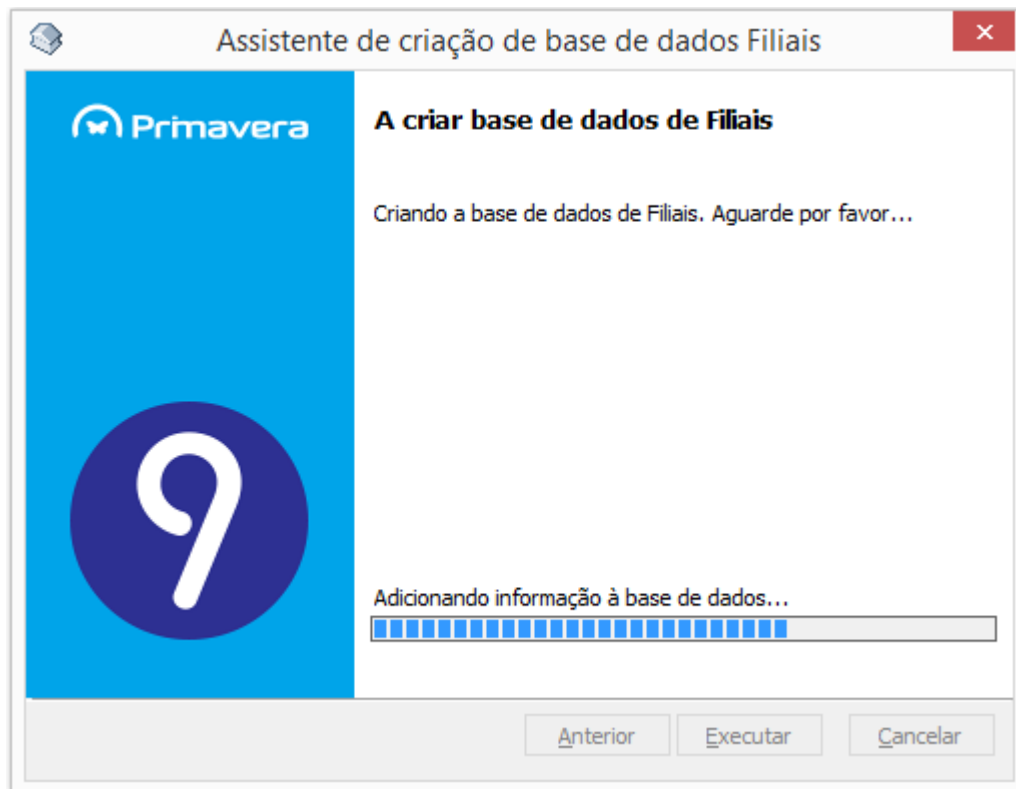 Assistente de criação de base de dados Filiais
Primavera
A criar base de dados de Filiais
Criando a base de dados de Filiais. Aguarde por favor...
9
Adicionando informação à base de dados...
Anterior
Executar
Cancelar